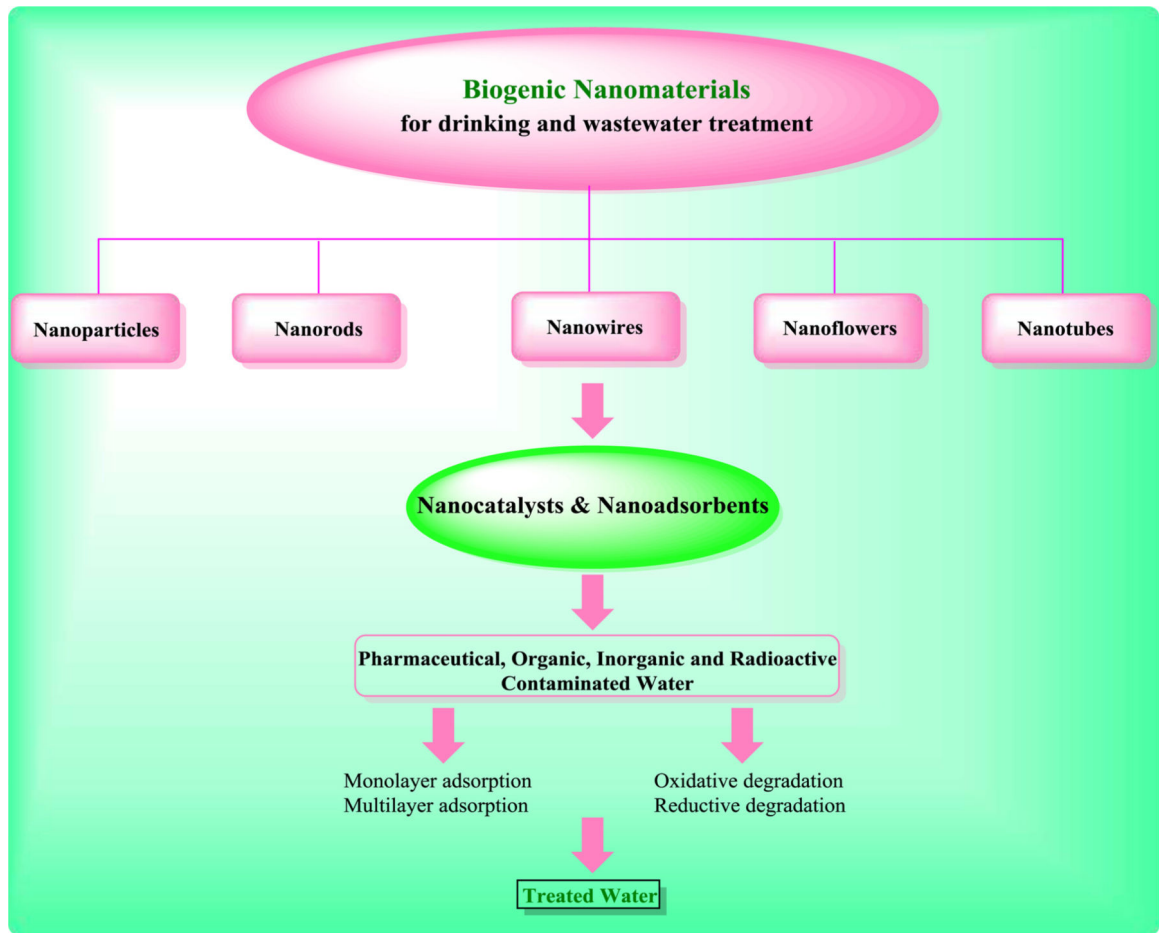 Biogenic Nanomaterials
for drinking and wastewater treatment
Nanoparticles
Nanorods
Nanowires
Nanoflowers
Nanotubes
Nanocatalysts & Nanoadsorbents
Pharmaceutical, Organic, Inorganic and Radioactive
Contaminated Water
Monolayer adsorption
Multilayer adsorption
Oxidative degradation
Reductive degradation
Treated Water